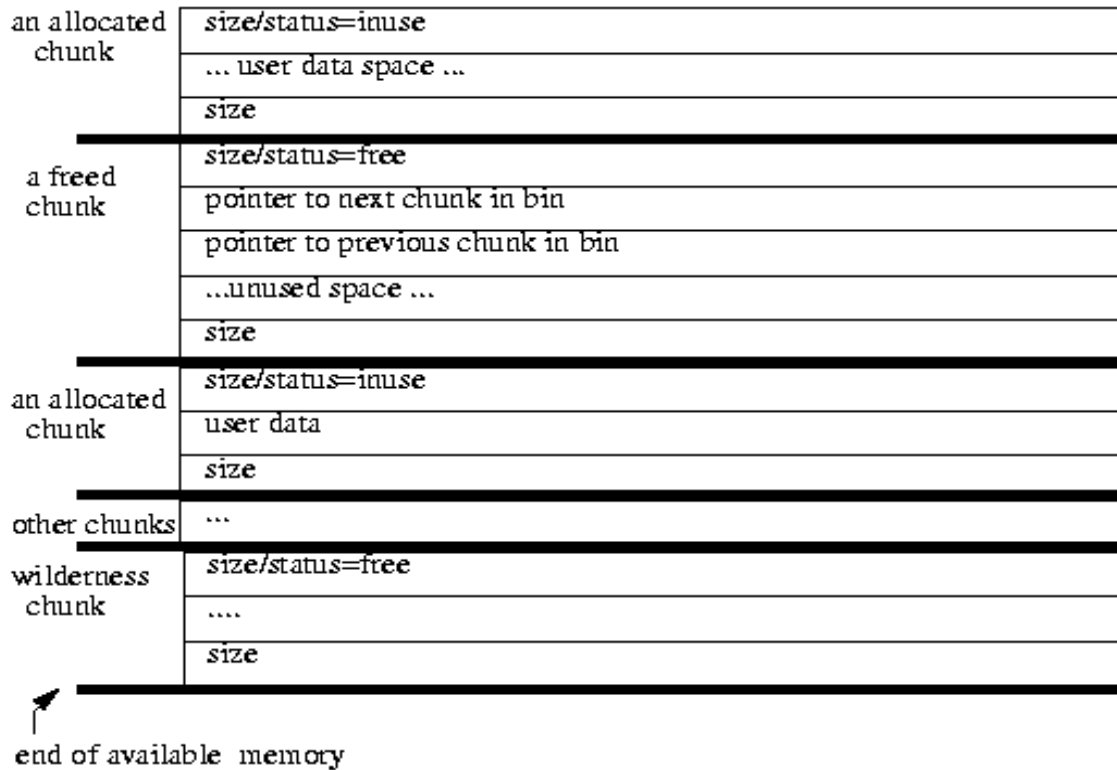 an allocated
chunk
size/status=inuse
... user data space ...
size
a freed
chunk
size/status=free
pointer to next chunk in bin
pointer to previous chunk in bin
...unused space ...
size
an allocated
chunk
size/status=inuse
user data
size
other chunks
...
wilderness
chunk
size/status=free
....
size
end of available memory